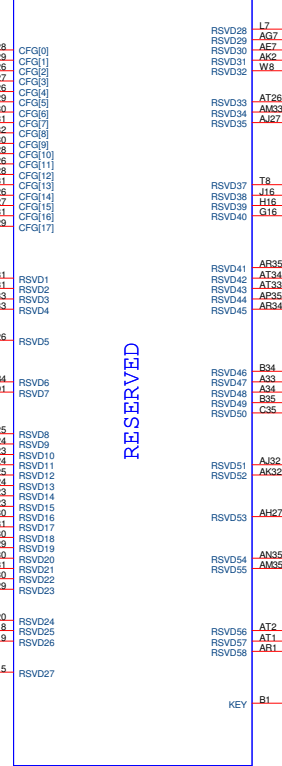 CFG[0]
CFG[1]
CFG[2]
CFG[3]
CFG[4]
CFG[5]
CFG[6]
CFG[7]
CFG[8]
CFG[9]
CFG[10]
CFG[11]
CFG[12]
CFG[13]
CFG[14]
CFG[15]
CFG[16]
CFG[17]
RSVD1
RSVD2
RSVD3
RSVD4
RSVD5
RSVD6
RSVD7
RSVD8
RSVD9
RSVD10
RSVD11
RSVD12
RSVD13
RSVD14
RSVD15
RSVD16
RSVD17
RSVD18
RSVD19
RSVD20
RSVD21
RSVD22
RSVD23
RSVD24
RSVD25
RSVD26
RSVD27
RESERVED
RSVD28 L7
RSVD29 AG7
RSVD30 AE7
RSVD31 AK2
RSVD32 W8
RSVD33 AT26
RSVD34 AM33
RSVD35 AJ27
RSVD37 T8
RSVD38 J16
RSVD39 H16
RSVD40 G16
RSVD41 AR35
RSVD42 AT34
RSVD43 AT33
RSVD44 AP35
RSVD45 AR34
RSVD46 B34
RSVD47 A33
RSVD48 A34
RSVD49 B35
RSVD50 C35
RSVD51 AJ32
RSVD52 AK32
RSVD53 AH27
RSVD54 AN35
RSVD55 AM35
RSVD56 AT2
RSVD57 AT1
RSVD58 AR1
KEY B1